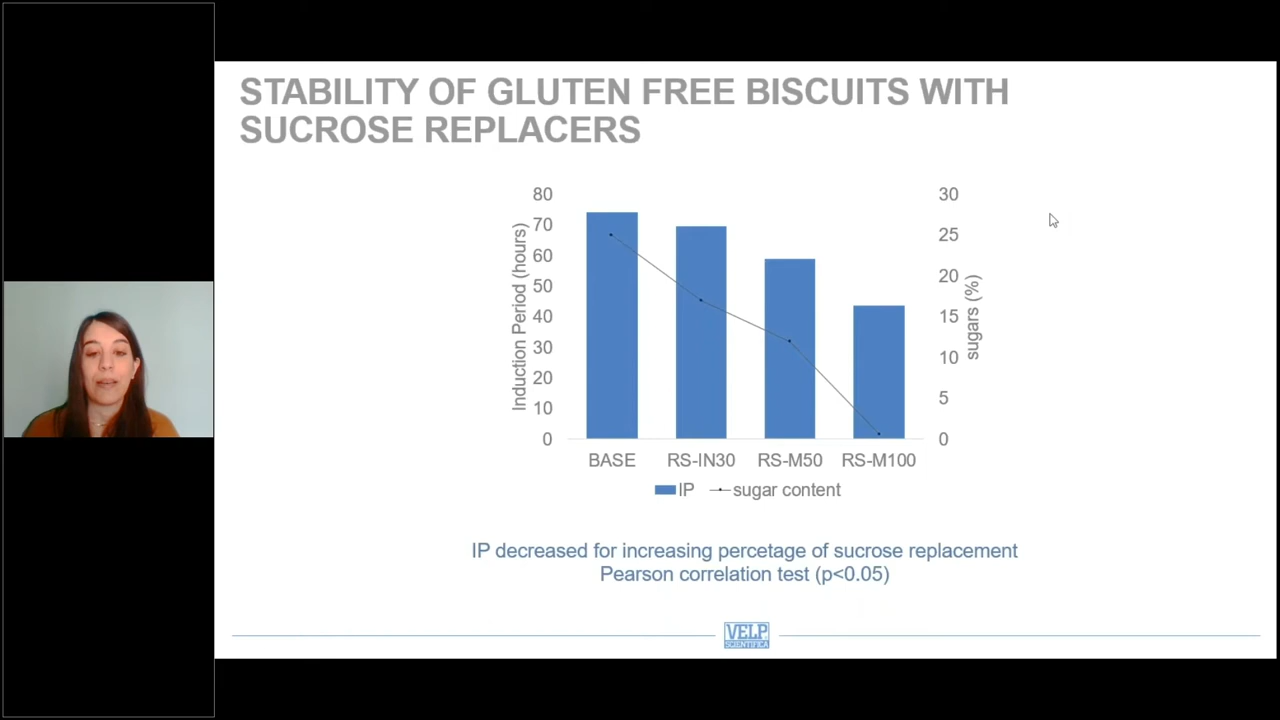 STABILITY OF GLUTEN FREE BISCUITS WITH
SUCROSE REPLACERS
80
70
60
50
40
30
20
10
0
Induction Period (hours)
30
25
20
15
10
5
0
sugars (%)
BASE RS-IN30 RS-M50 RS-M100
IP sugar content
IP decreased for increasing percetage of sucrose replacement
Pearson correlation test (p<0.05)
VELP
SCIENTIFICA